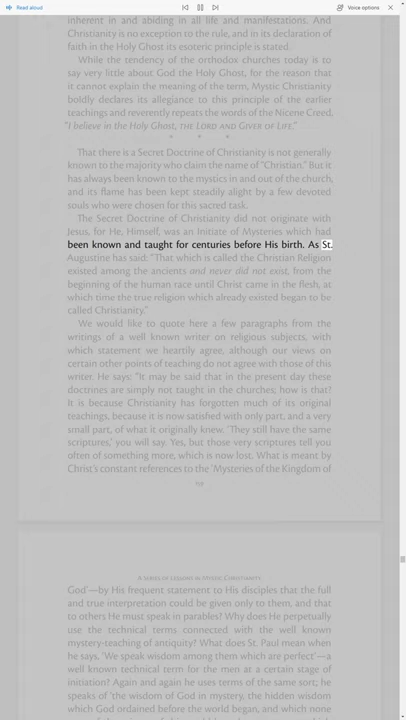 Read aloud
Voice options
inherent in and abiding in all life and manifestations. And
Christianity is no exception to the rule, and in its declaration of
faith in the Holy Ghost its esoteric principle is stated.
While the tendency of the orthodox churches today is to
say very little about God the Holy Ghost, for the reason that
it cannot explain the meaning of the term, Mystic Christianity
boldly declares its allegiance to this principle of the earlier
teachings and reverently repeats the words of the Nicene Creed,
"I believe in the Holy Ghost, THE LORD AND GIVER OF LIFE."
* * *
That there is a Secret Doctrine of Christianity is not generally
known to the majority who claim the name of "Christian." But it
has always been known to the mystics in and out of the church,
and its flame has been kept steadily alight by a few devoted
souls who were chosen for this sacred task.
The Secret Doctrine of Christianity did not originate with
Jesus, for He, Himself, was an Initiate of Mysteries which had
been known and taught for centuries before His birth. As St.
Augustine has said: "That which is called the Christian Religion
existed among the ancients and never did not exist, from the
beginning of the human race until Christ came in the flesh, at
which time the true religion which already existed began to be
called Christianity."
We would like to quote here a few paragraphs from the
writings of a well known writer on religious subjects, with
which statement we heartily agree, although our views on
certain other points of teaching do not agree with those of this
writer. He says: "It may be said that in the present day these
doctrines are simply not taught in the churches; how is that?
It is because Christianity has forgotten much of its original
teachings, because it is now satisfied with only part, and a very
small part, of what it originally knew. 'They still have the same
scriptures,' you will say. Yes, but those very scriptures tell you
often of something more, which is now lost. What is meant by
Christ's constant references to the 'Mysteries of the Kingdom of
A SERIES OF LESSONS IN MYSTIC CHRISTIANITY
God'—by His frequent statement to His disciples that the full
and true interpretation could be given only to them, and that
to others He must speak in parables? Why does He perpetually
use the technical terms connected with the well known
mystery-teaching of antiquity? What does St. Paul mean when
he says, 'We speak wisdom among them which are perfect'—a
well known technical term for the men at a certain stage of
initiation? Again and again he uses terms of the same sort; he
speaks of 'the wisdom of God in mystery, the hidden wisdom
which God ordained before the world began, and which none